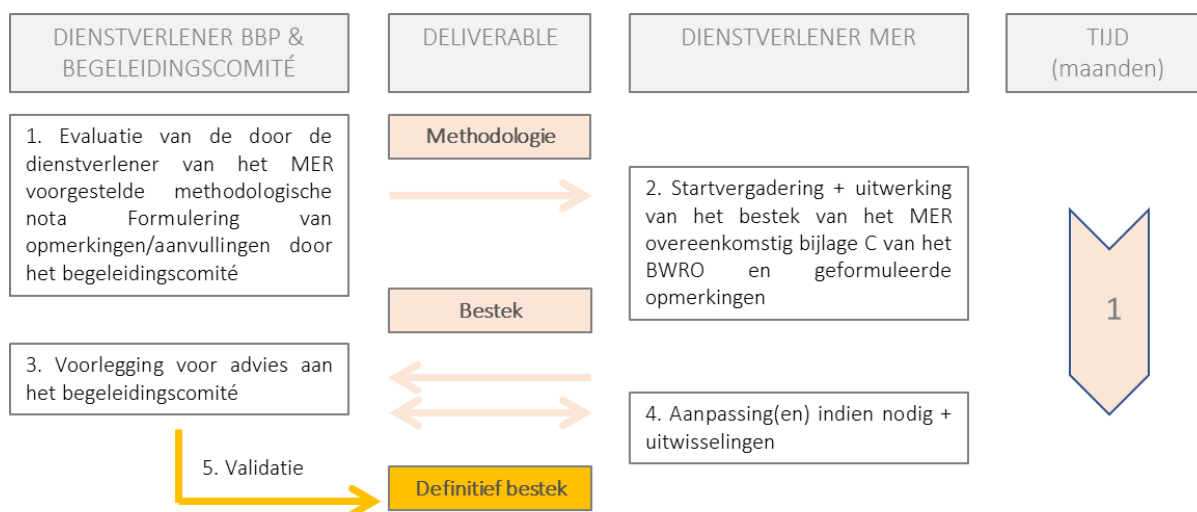 DIENSTVERLENER BBP &
BEGELEIDINGSCOMITÉ
DELIVERABLE
DIENSTVERLENER MER
TIJD
(maanden)
1. Evaluatie van de door de
dienstverlener van het MER
voorgestelde methodologische
nota Formulering van
opmerkingen/aanvullingen door
het begeleidingscomité
Methodologie
2. Startvergadering + uitwerking
van het bestek van het MER
overeenkomstig bijlage C van het
BWRO en geformuleerde
opmerkingen
1
Bestek
3. Voorlegging voor advies aan
het begeleidingscomité
4. Aanpassing(en) indien nodig +
uitwisselingen
5. Validatie
Definitief bestek